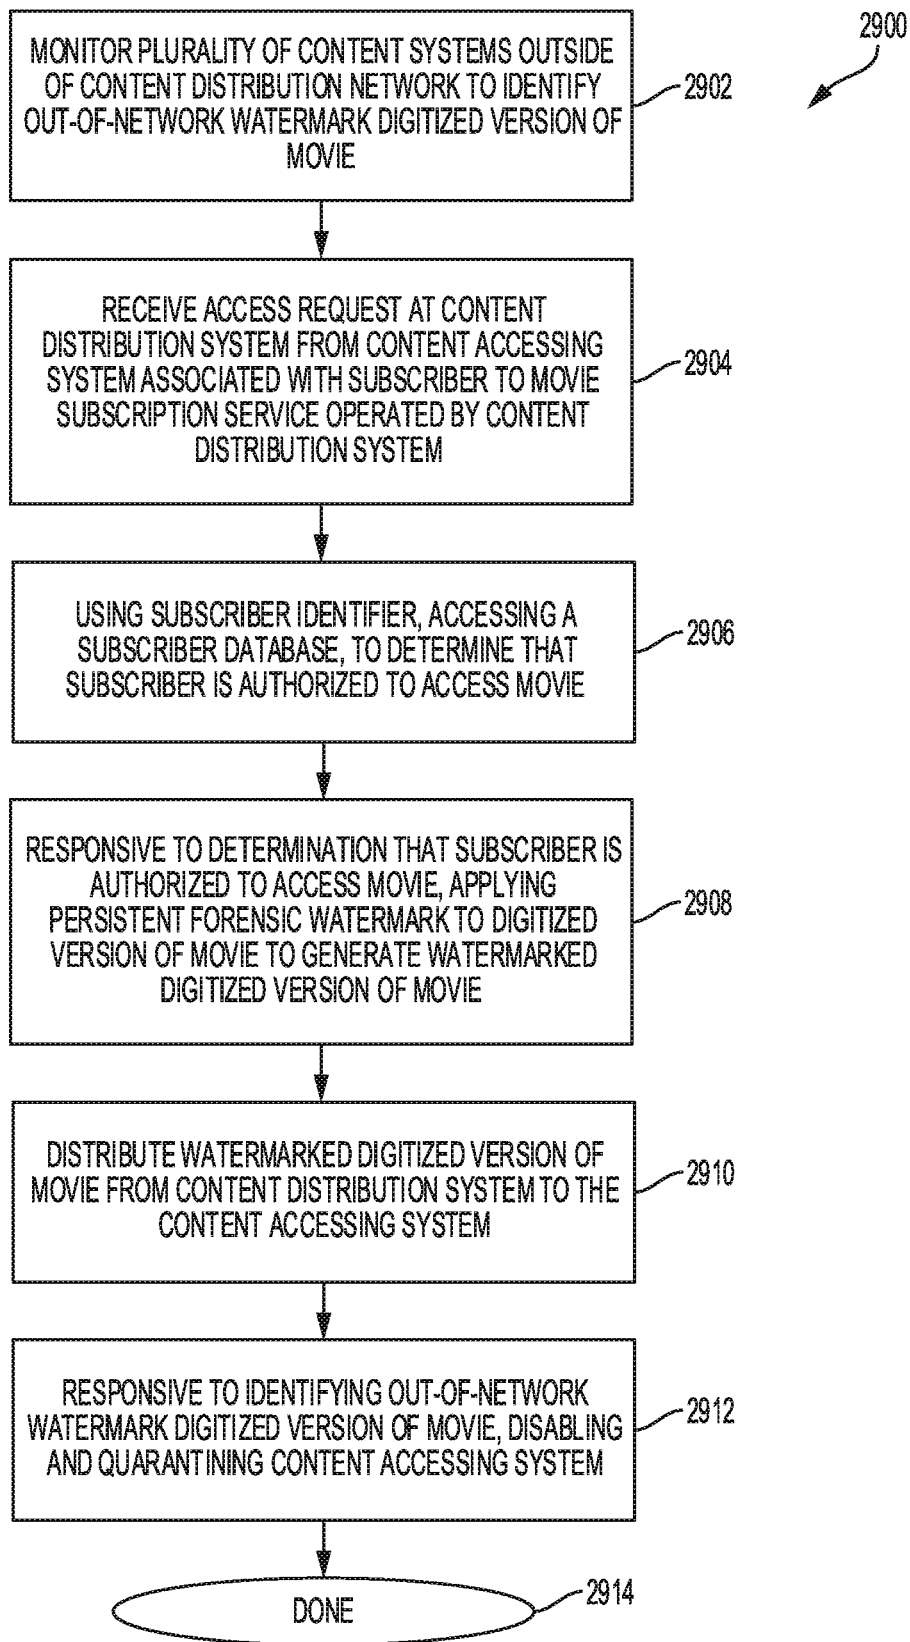 2900
MONITOR PLURALITY OF CONTENT SYSTEMS OUTSIDE
OF CONTENT DISTRIBUTION NETWORK TO IDENTIFY
OUT-OF-NETWORK WATERMARK DIGITIZED VERSION OF
MOVIE
2902
RECEIVE ACCESS REQUEST AT CONTENT
DISTRIBUTION SYSTEM FROM CONTENT ACCESSING
SYSTEM ASSOCIATED WITH SUBSCRIBER TO MOVIE
SUBSCRIPTION SERVICE OPERATED BY CONTENT
DISTRIBUTION SYSTEM
2904
USING SUBSCRIBER IDENTIFIER, ACCESSING A
SUBSCRIBER DATABASE, TO DETERMINE THAT
SUBSCRIBER IS AUTHORIZED TO ACCESS MOVIE
2906
RESPONSIVE TO DETERMINATION THAT SUBSCRIBER IS
AUTHORIZED TO ACCESS MOVIE, APPLYING
PERSISTENT FORENSIC WATERMARK TO DIGITIZED
VERSION OF MOVIE TO GENERATE WATERMARKED
DIGITIZED VERSION OF MOVIE
2908
DISTRIBUTE WATERMARKED DIGITIZED VERSION OF
MOVIE FROM CONTENT DISTRIBUTION SYSTEM TO THE
CONTENT ACCESSING SYSTEM
2910
RESPONSIVE TO IDENTIFYING OUT-OF-NETWORK
WATERMARK DIGITIZED VERSION OF MOVIE, DISABLING
AND QUARANTINING CONTENT ACCESSING SYSTEM
2912
DONE
2914